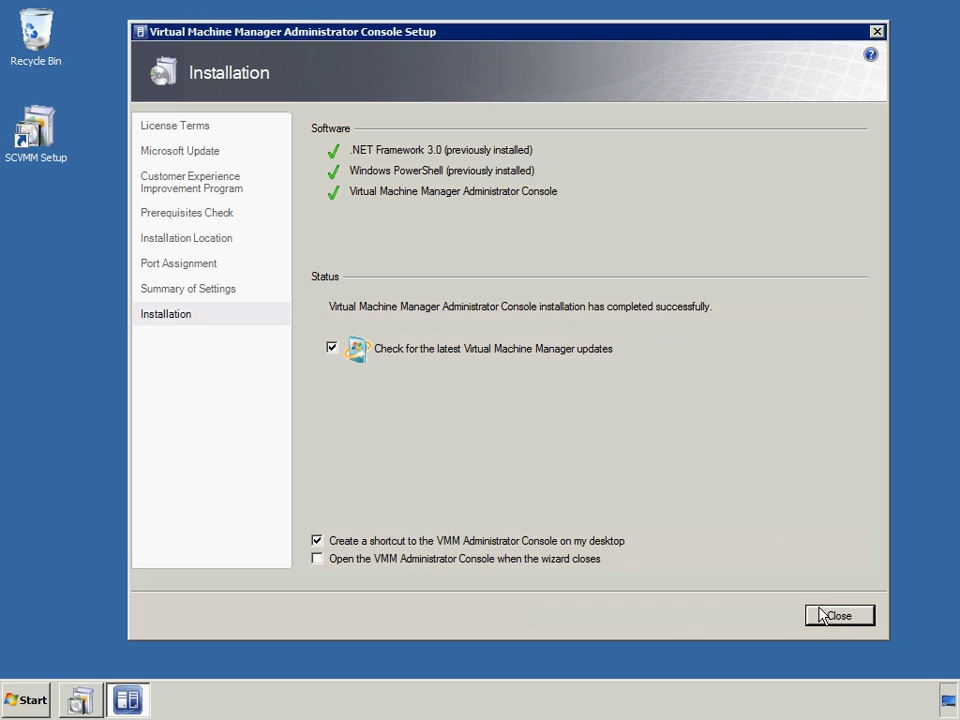 Recycle Bin
SCVMM Setup
Virtual Machine Manager Administrator Console Setup
Installation
License Terms
Microsoft Update
Customer Experience
Improvement Program
Prerequisites Check
Installation Location
Port Assignment
Summary of Settings
Installation
Software
.NET Framework 3.0 (previously installed)
Windows PowerShell (previously installed)
Virtual Machine Manager Administrator Console
Status
Virtual Machine Manager Administrator Console installation has completed successfully.
Check for the latest Virtual Machine Manager updates
Create a shortcut to the VMM Administrator Console on my desktop
Open the VMM Administrator Console when the wizard closes
Close
Start